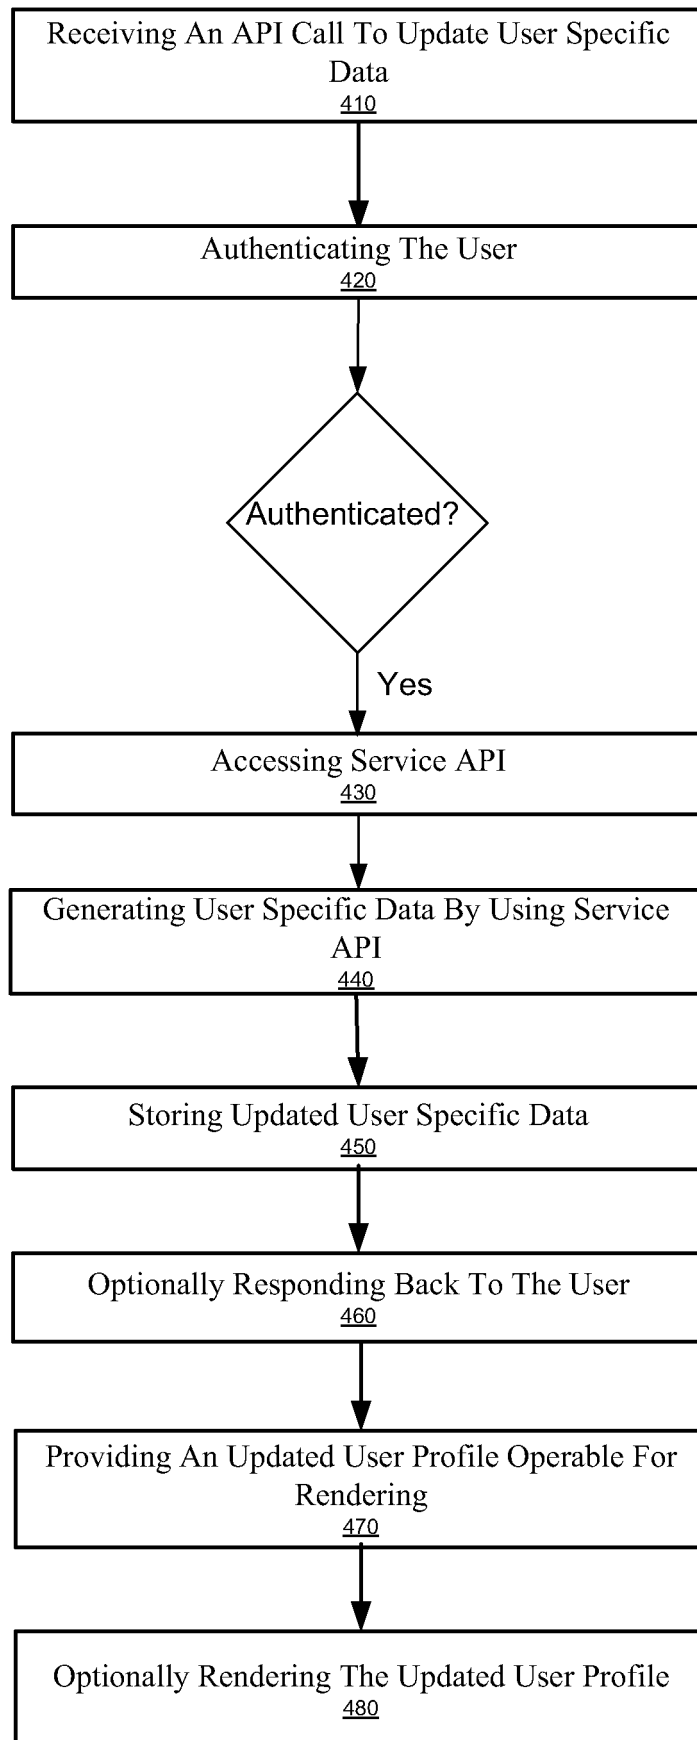 Receiving An API Call To Update User Specific
Data
410
Authenticating The User
420
Authenticated?
Yes
Accessing Service API
430
Generating User Specific Data By Using Service
API
440
Storing Updated User Specific Data
450
Optionally Responding Back To The User
460
Providing An Updated User Profile Operable For
Rendering
470
Optionally Rendering The Updated User Profile
480